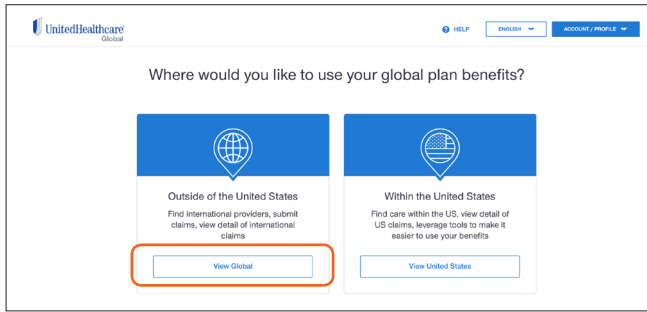 UnitedHealthcare
Global
HELP
ENGLISH
ACCOUNT / PROFILE
Where would you like to use your global plan benefits?
Outside of the United States
Find international providers, submit
claims, view detail of international
claims
View Global
Within the United States
Find care within the US, view detail of
US claims, leverage tools to make it
easier to use your benefits
View United States